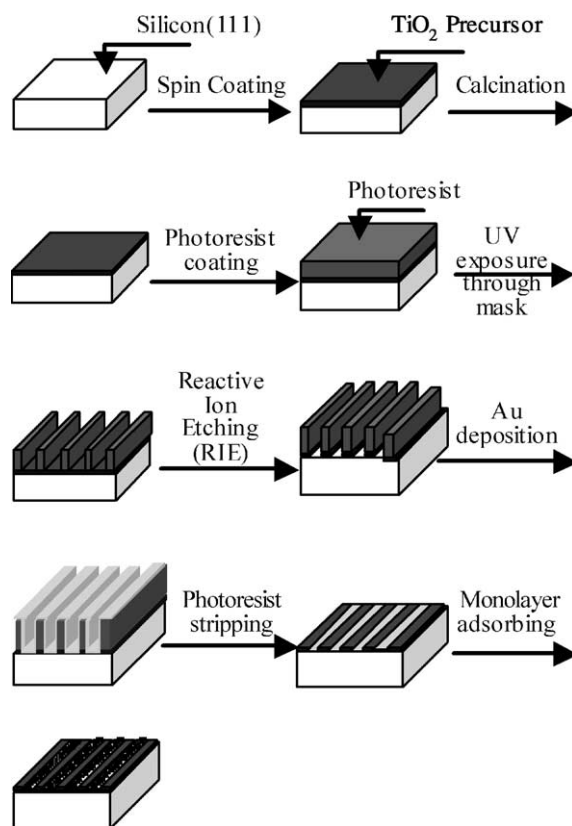 Silicon(111)
TiO₂ Precursor
Spin Coating
Calcination
Photoresist
Photoresist
coating
UV
exposure
through
mask
Reactive
Ion
Etching
(RIE)
Au
deposition
Photoresist
stripping
Monolayer
adsorbing